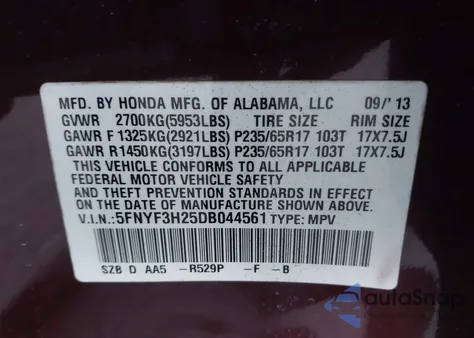 MFD. BY HONDA MFG. OF ALABAMA, LLC 09/'13
GVWR 2700KG(5953LBS) TIRE SIZE RIM SIZE
GAWR F 1325KG(2921LBS) P235/65R17 103T 17X7.5J
GAWR R 1450KG(3197LBS) P235/65R17 103T 17X7.5J
THIS VEHICLE CONFORMS TO ALL APPLICABLE
FEDERAL MOTOR VEHICLE SAFETY
AND THEFT PREVENTION STANDARDS IN EFFECT
ON THE DATE OF MANUFACTURE SHOWN ABOVE.
V.I.N.:5FNYF3H25DB044561 TYPE: MPV
SZB D AA5 -R529P -F -B
autoSnap